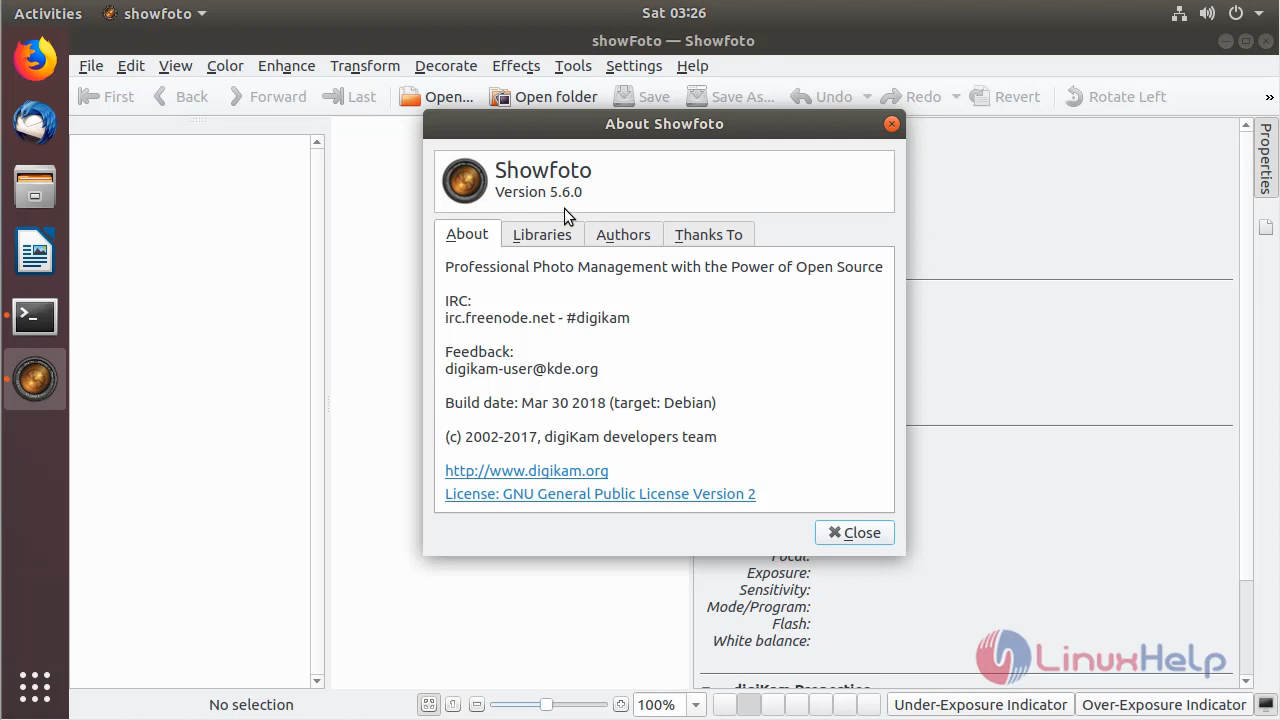 Activities showfoto Sat 03:26
showFoto — Showfoto
File Edit View Color Enhance Transform Decorate Effects Tools Settings Help
First Back Forward Last Open... Open folder Save Save As... Undo Redo Revert Rotate Left »
About Showfoto
Showfoto
Version 5.6.0
About Libraries Authors Thanks To
Professional Photo Management with the Power of Open Source
IRC:
irc.freenode.net - #digikam
Feedback:
digikam-user@kde.org
Build date: Mar 30 2018 (target: Debian)
(c) 2002-2017, digiKam developers team
http://www.digikam.org
License: GNU General Public License Version 2
Close
Properties
Focal:
Exposure:
Sensitivity:
Mode/Program:
Flash:
White balance:
digiKam Properties
LinuxHelp
No selection 100% Under-Exposure Indicator Over-Exposure Indicator